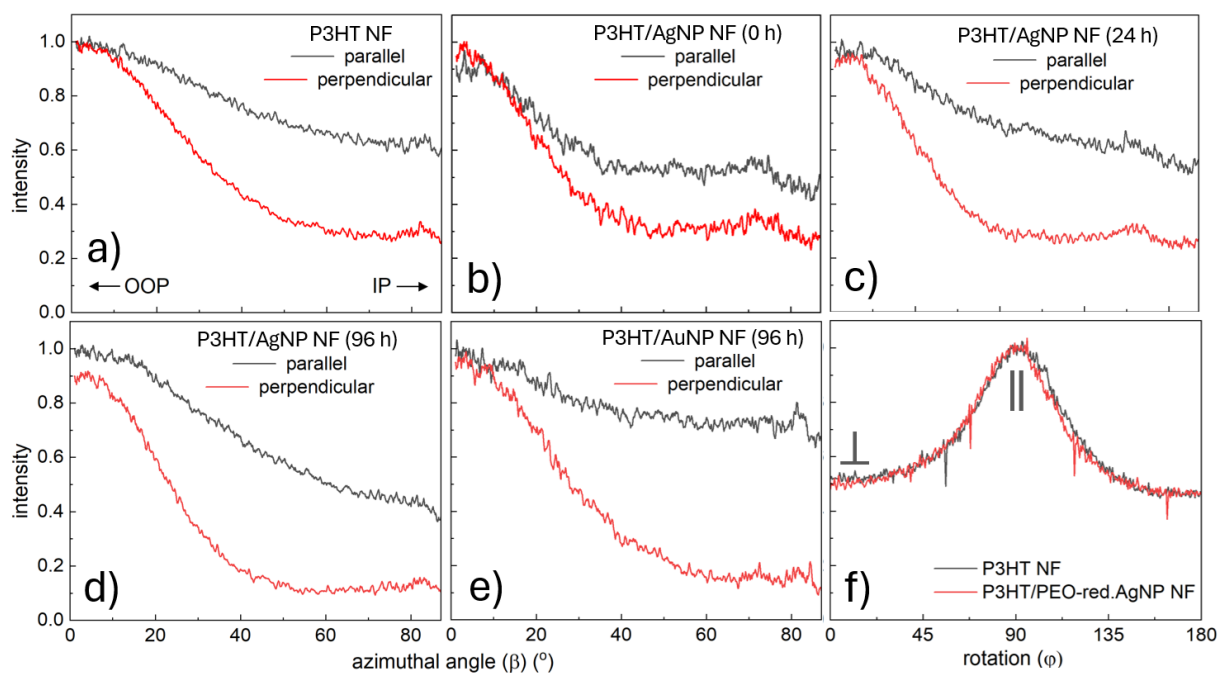 P3HT NF
parallel
perpendicular
a)
OOP
IP
P3HT/AgNP NF (0 h)
parallel
perpendicular
b)
P3HT/AgNP NF (24 h)
parallel
perpendicular
c)
intensity
1.0
0.8
0.6
0.4
0.2
0.0
P3HT/AgNP NF (96 h)
parallel
perpendicular
d)
P3HT/AuNP NF (96 h)
parallel
perpendicular
e)
⊥
||
P3HT NF
P3HT/PEO-red.AgNP NF
f)
intensity
1.0
0.8
0.6
0.4
0.2
0.0
0 20 40 60 80
0 20 40 60 80
0 45 90 135 180
azimuthal angle (β) (°)
rotation (φ)